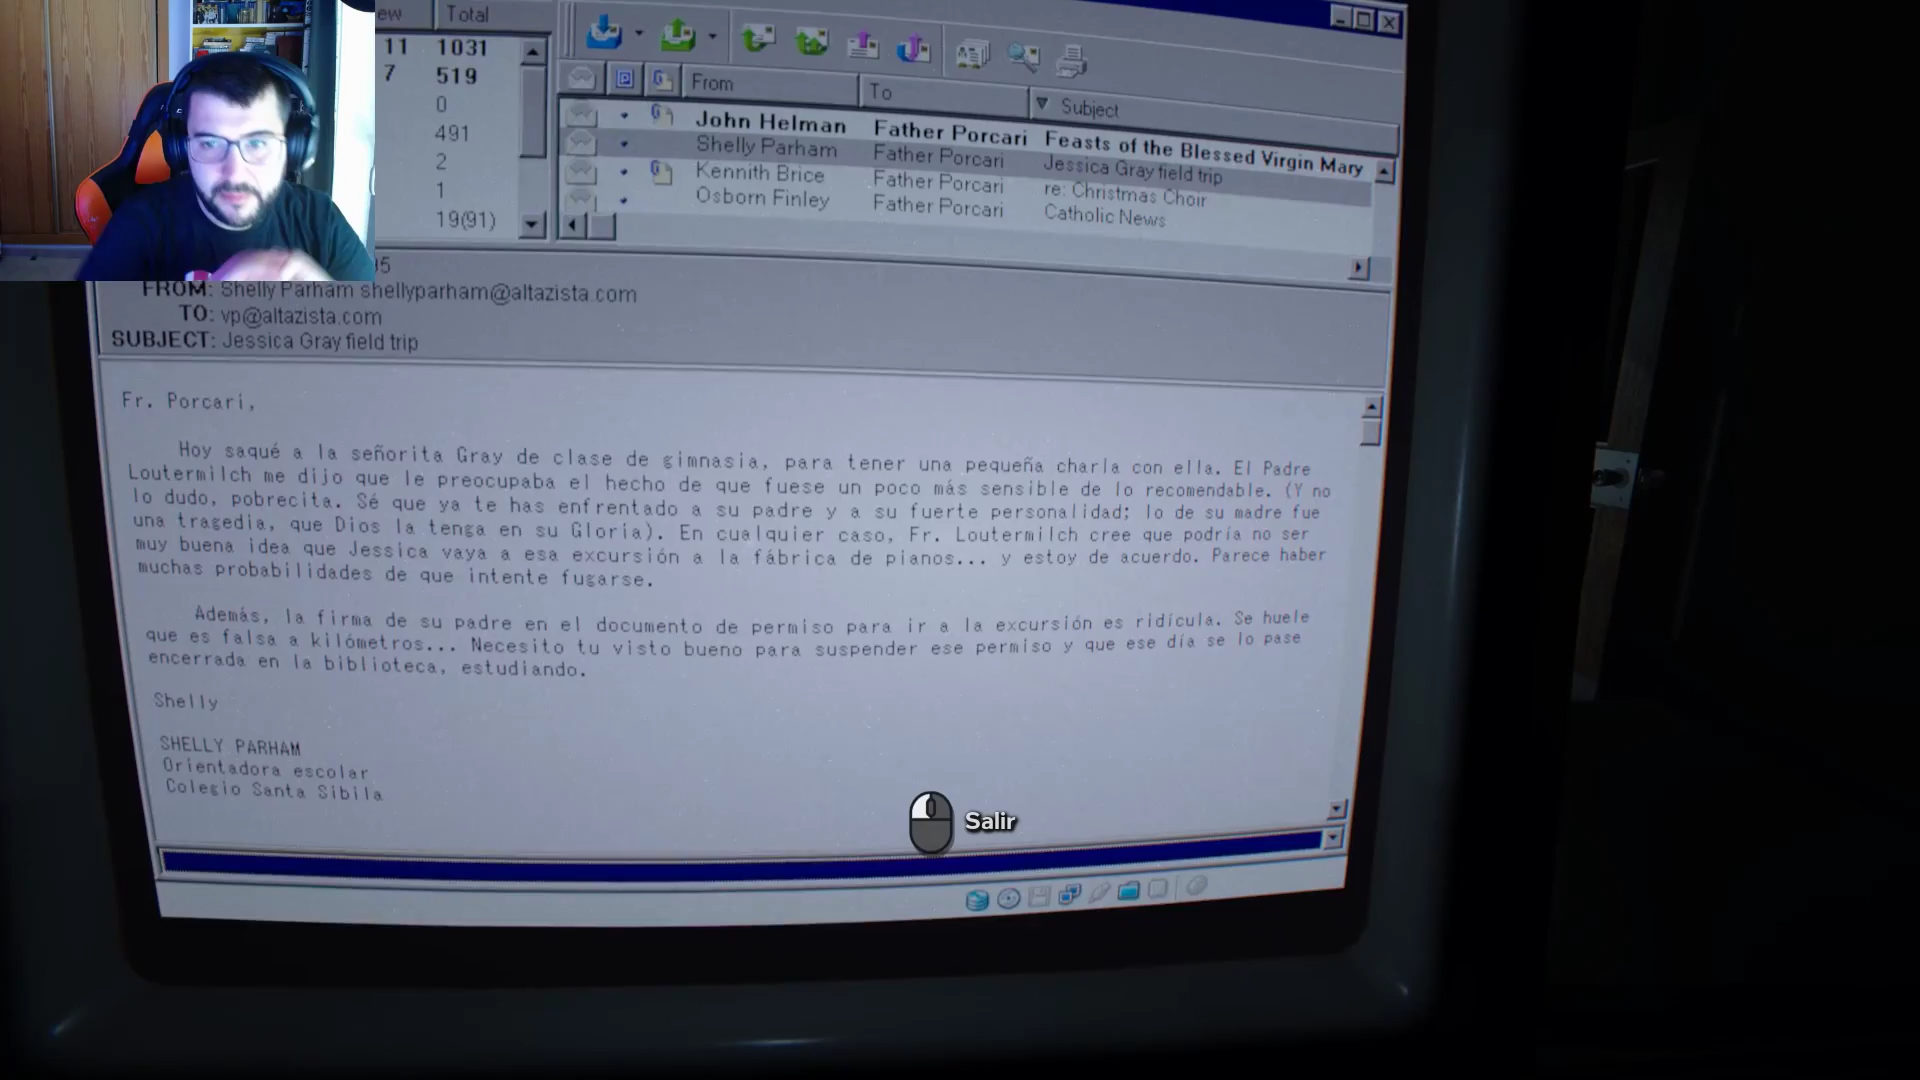 ew Total
11 1031
7 519
0
491
2
1
19(91)
From To Subject
John Helman Father Porcari Feasts of the Blessed Virgin Mary
Shelly Parham Father Porcari Jessica Gray field trip
Kennith Brice Father Porcari re: Christmas Choir
Osborn Finley Father Porcari Catholic News
FROM: Shelly Parham shellyparham@altazista.com
TO: vp@altazista.com
SUBJECT: Jessica Gray field trip
Fr. Porcari,
Hoy saqué a la señorita Gray de clase de gimnasia, para tener una pequeña charla con ella. El Padre
Loutermilch me dijo que le preocupaba el hecho de que fuese un poco más sensible de lo recomendable. (Y no
lo dudo, pobrecita. Sé que ya te has enfrentado a su padre y a su fuerte personalidad; lo de su madre fue
una tragedia, que Dios la tenga en su Gloria). En cualquier caso, Fr. Loutermilch cree que podría no ser
muy buena idea que Jessica vaya a esa excursión a la fábrica de pianos... y estoy de acuerdo. Parece haber
muchas probabilidades de que intente fugarse.
Además, la firma de su padre en el documento de permiso para ir a la excursión es ridícula. Se huele
que es falsa a kilómetros... Necesito tu visto bueno para suspender ese permiso y que ese día se lo pase
encerrada en la biblioteca, estudiando.
Shelly
SHELLY PARHAM
Orientadora escolar
Colegio Santa Sibila
Salir